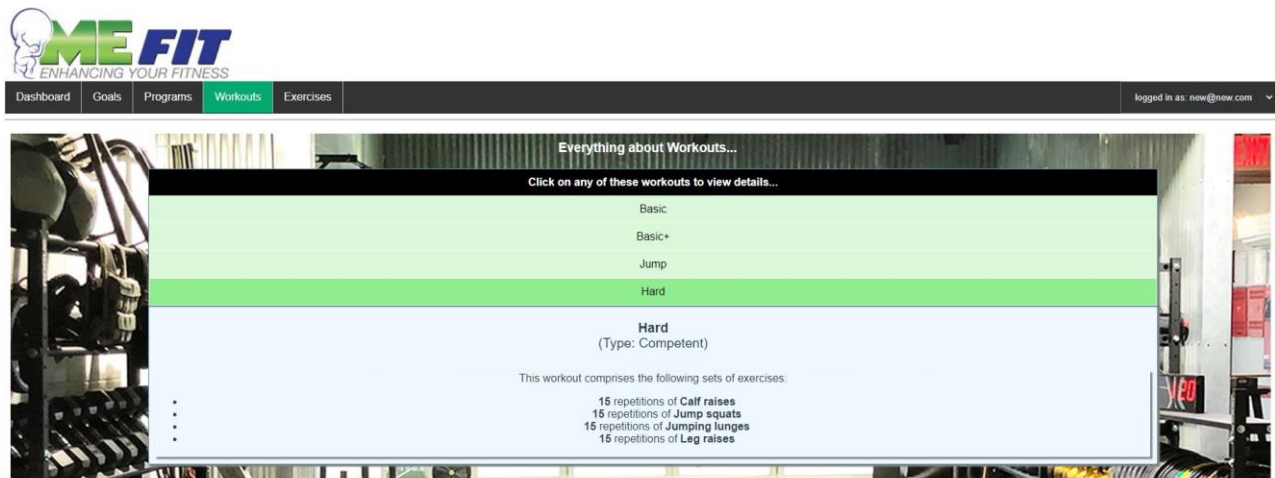 ME FIT
ENHANCING YOUR FITNESS
Dashboard Goals Programs Workouts Exercises logged in as: new@new.com
Everything about Workouts...
Click on any of these workouts to view details...
Basic
Basic+
Jump
Hard
Hard
(Type: Competent)
This workout comprises the following sets of exercises:
• 15 repetitions of Calf raises
• 15 repetitions of Jump squats
• 15 repetitions of Jumping lunges
• 15 repetitions of Leg raises